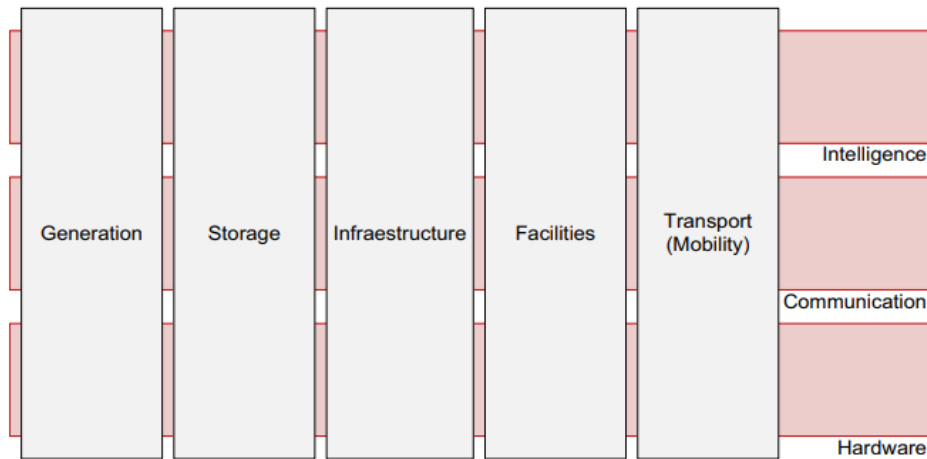 Intelligence
Generation
Storage
Infraestructure
Facilities
Transport
(Mobility)
Communication
Hardware